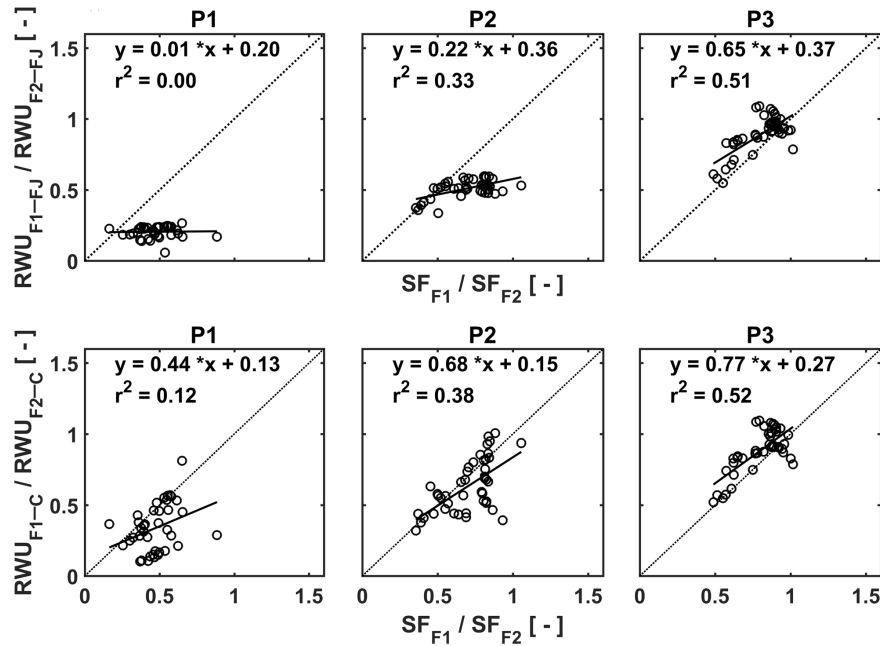 P1 P2 P3
RWU_F1−FJ / RWU_F2−FJ [ - ]
1.5
1
0.5
0
y = 0.01 *x + 0.20
r² = 0.00
y = 0.22 *x + 0.36
r² = 0.33
y = 0.65 *x + 0.37
r² = 0.51
SF_F1 / SF_F2 [ - ]
P1 P2 P3
RWU_F1−C / RWU_F2−C [ - ]
1.5
1
0.5
0
y = 0.44 *x + 0.13
r² = 0.12
y = 0.68 *x + 0.15
r² = 0.38
y = 0.77 *x + 0.27
r² = 0.52
0 0.5 1 1.5 0 0.5 1 1.5 0 0.5 1 1.5
SF_F1 / SF_F2 [ - ]